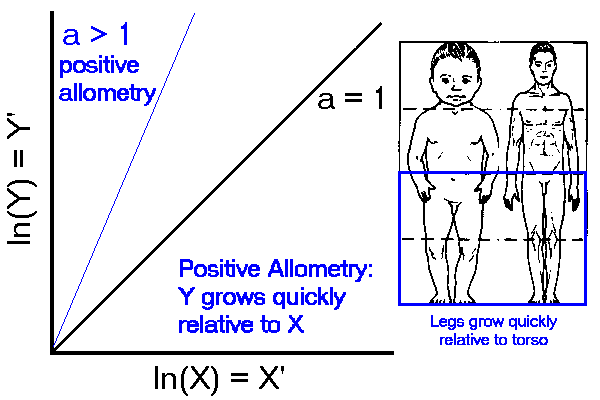 a > 1
positive
allometry
a = 1
ln(Y) = Y'
Positive Allometry:
Y grows quickly
relative to X
ln(X) = X'
Legs grow quickly
relative to torso